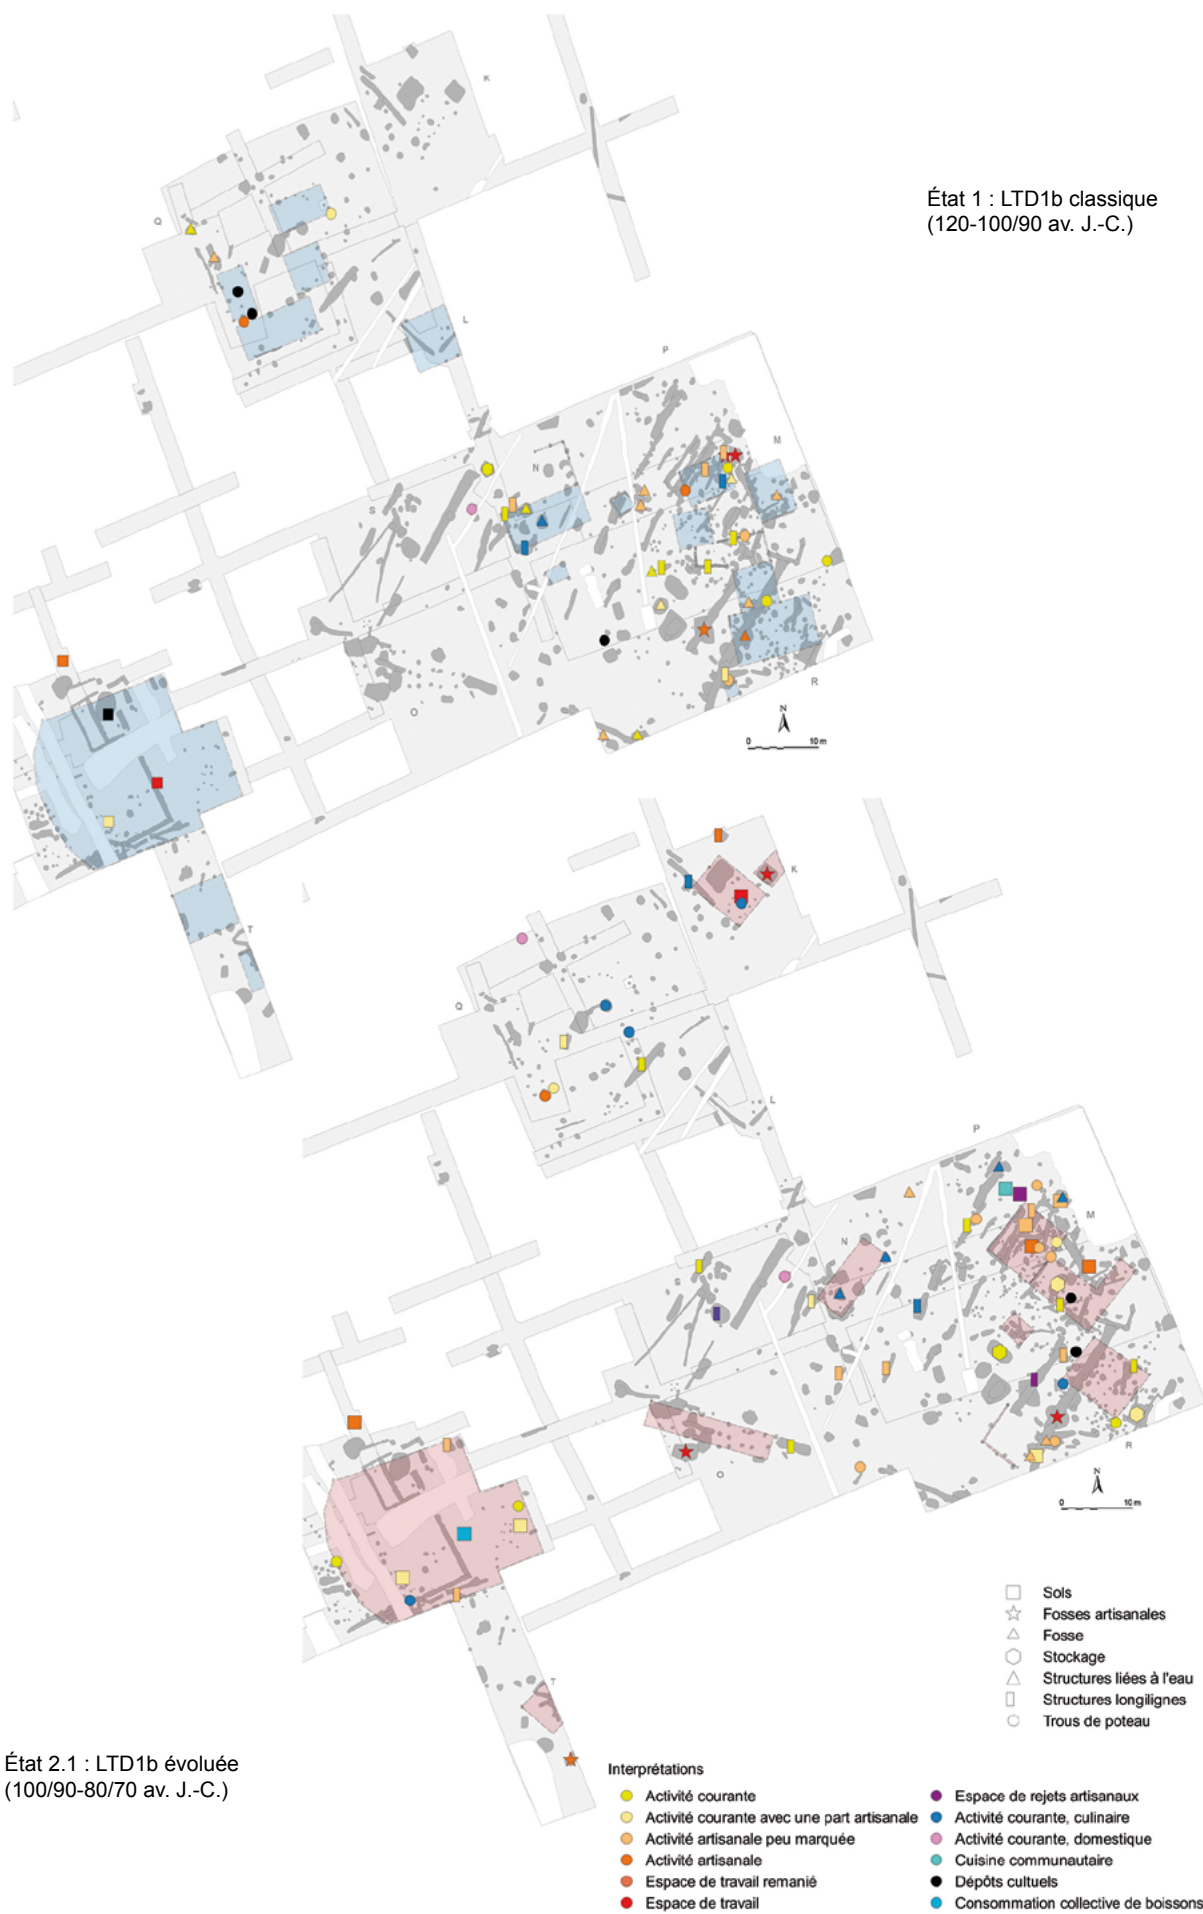 K
État 1 : LTD1b classique
(120-100/90 av. J.-C.)
Q
L
P
M
N
S
R
O
N
0 10 m
T
K
Q
L
P
M
N
S
R
O
N
0 10 m
T
Sols
Fosses artisanales
Fosse
Stockage
Structures liées à l'eau
Structures longilignes
Trous de poteau
État 2.1 : LTD1b évoluée
(100/90-80/70 av. J.-C.)
Interprétations
Activité courante
Activité courante avec une part artisanale
Activité artisanale peu marquée
Activité artisanale
Espace de travail remanié
Espace de travail
Espace de rejets artisanaux
Activité courante, culinaire
Activité courante, domestique
Cuisine communautaire
Dépôts cultuels
Consommation collective de boissons